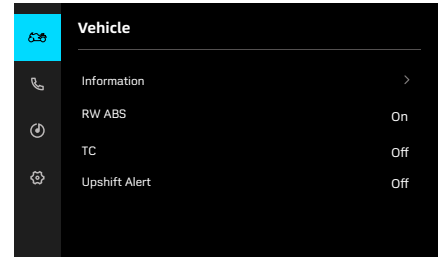 Vehicle
Information
RW ABS On
TC Off
Upshift Alert Off